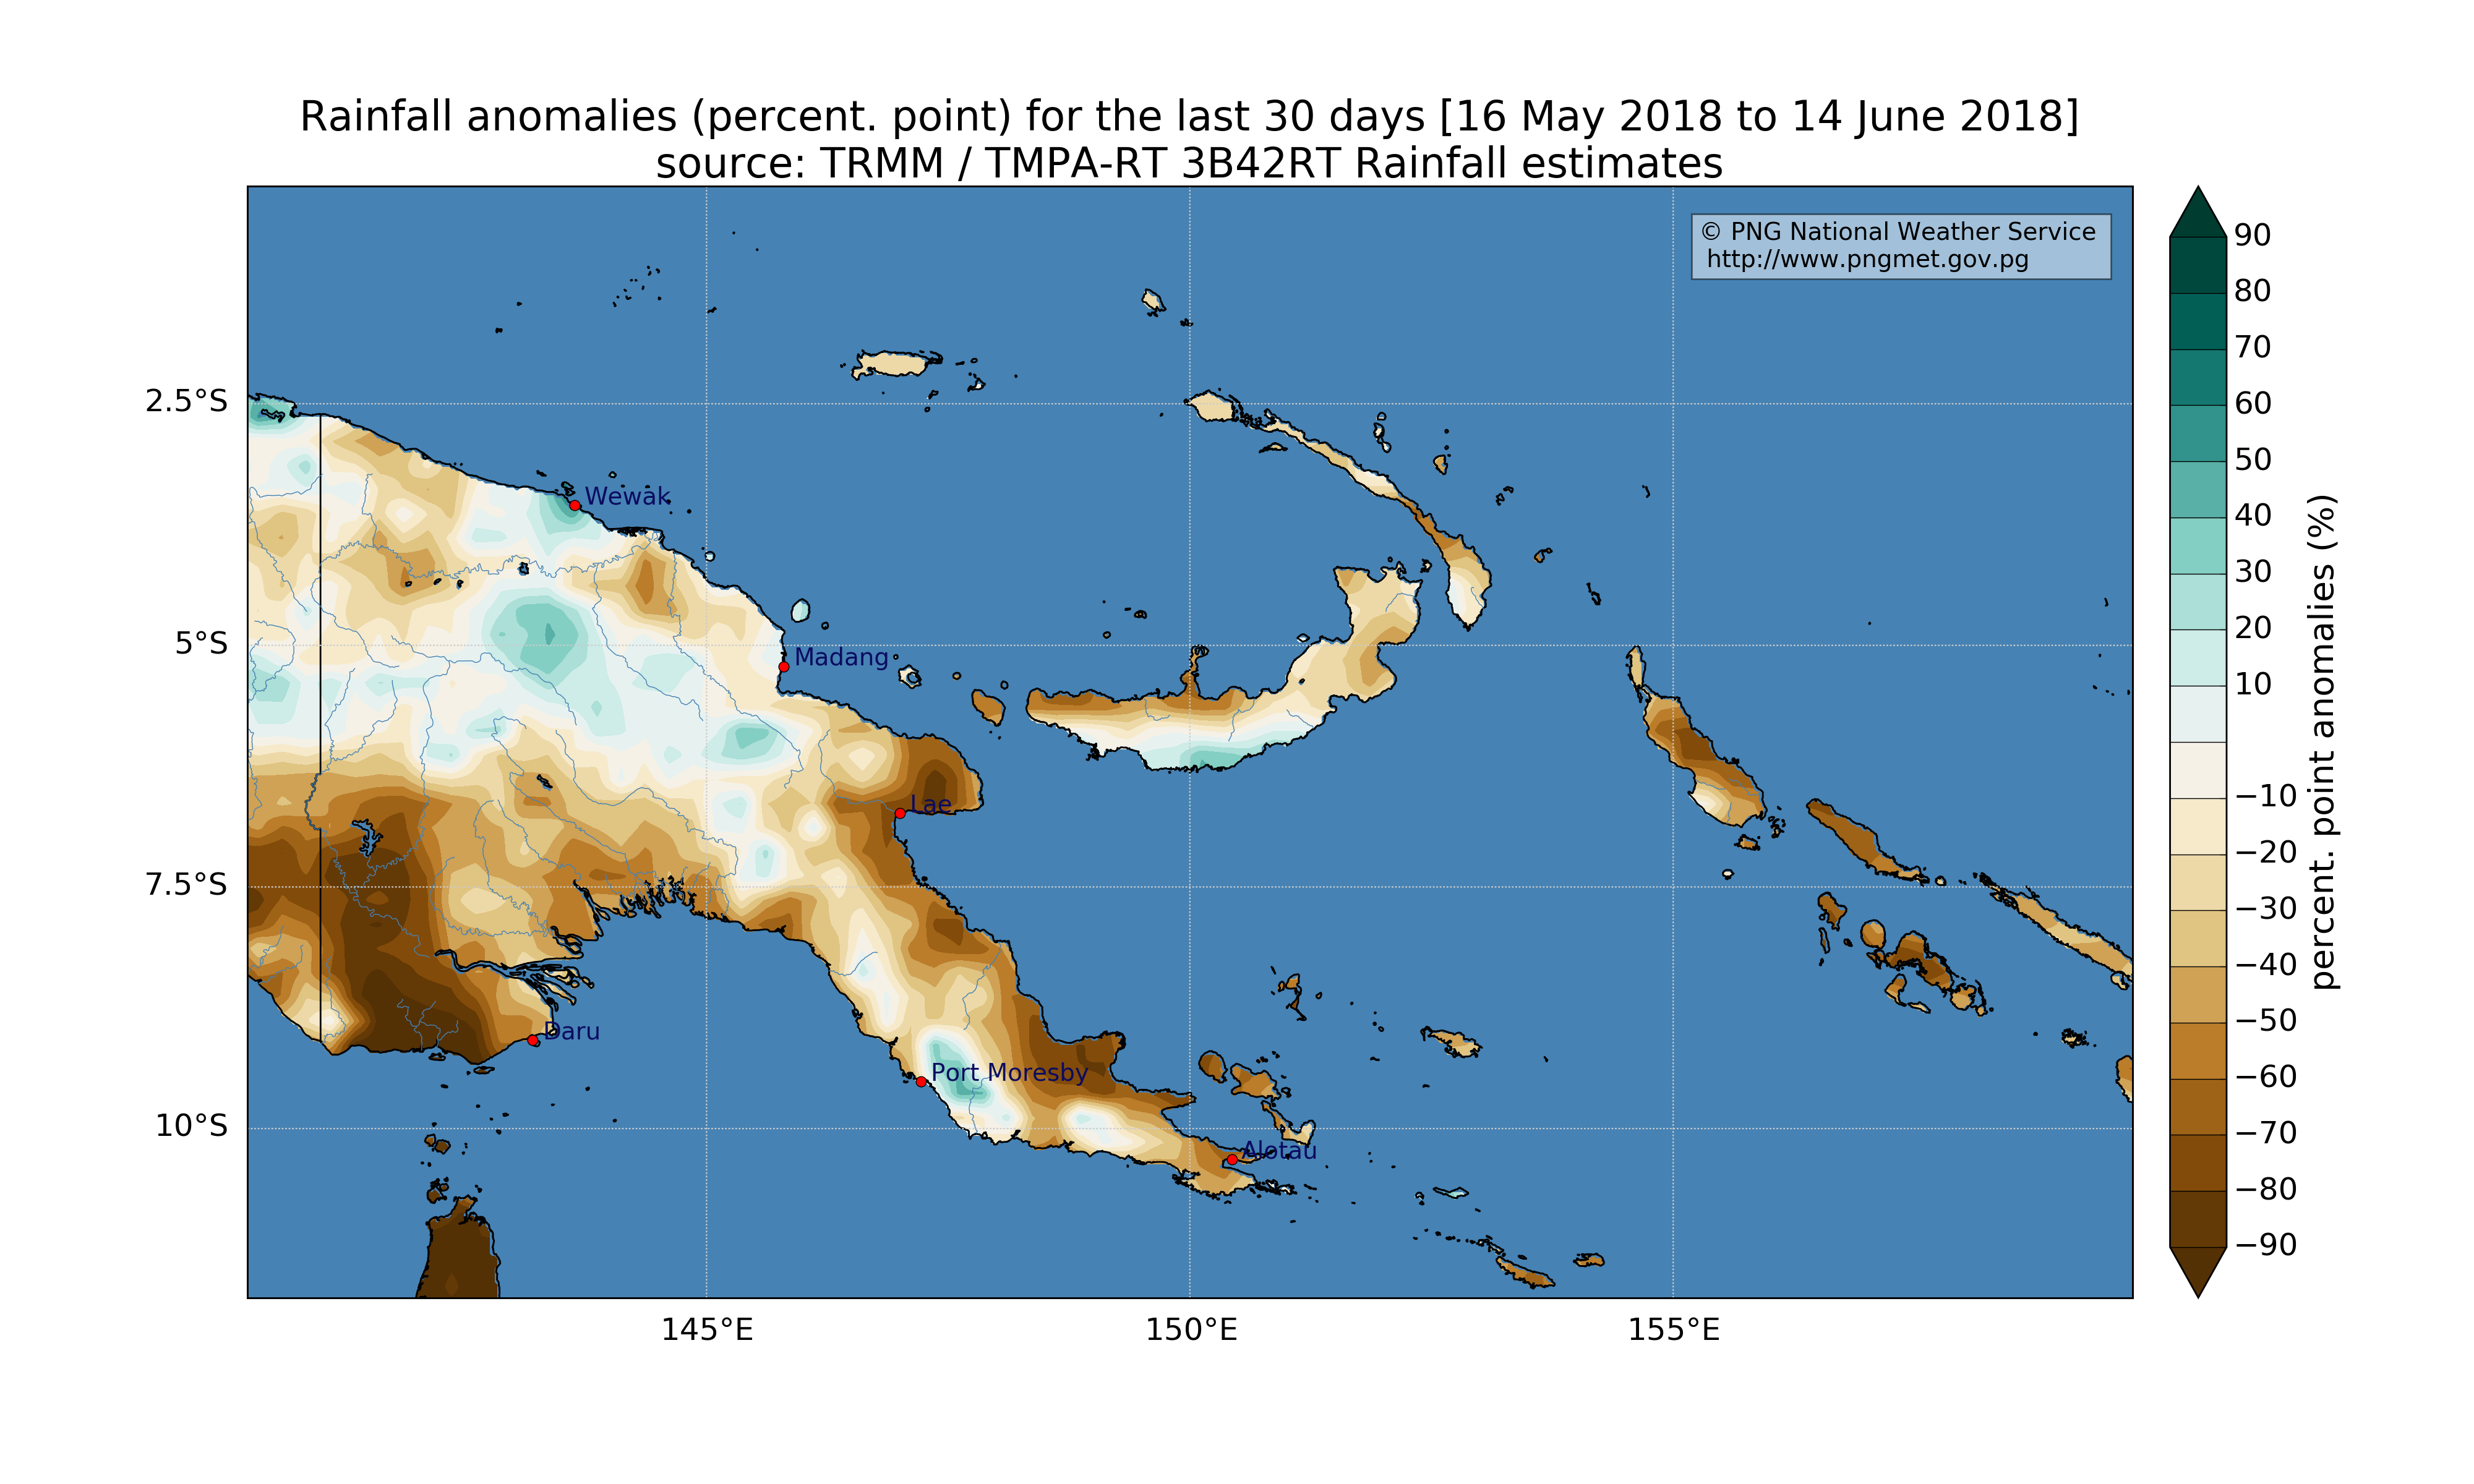 Rainfall anomalies (percent. point) for the last 30 days [16 May 2018 to 14 June 2018]
source: TRMM / TMPA-RT 3B42RT Rainfall estimates
© PNG National Weather Service
http://www.pngmet.gov.pg
2.5°S
5°S
7.5°S
10°S
Wewak
Madang
Lae
Daru
Port Moresby
Alotau
145°E
150°E
155°E
90
80
70
60
50
40
30
20
10
−10
−20
−30
−40
−50
−60
−70
−80
−90
percent. point anomalies (%)